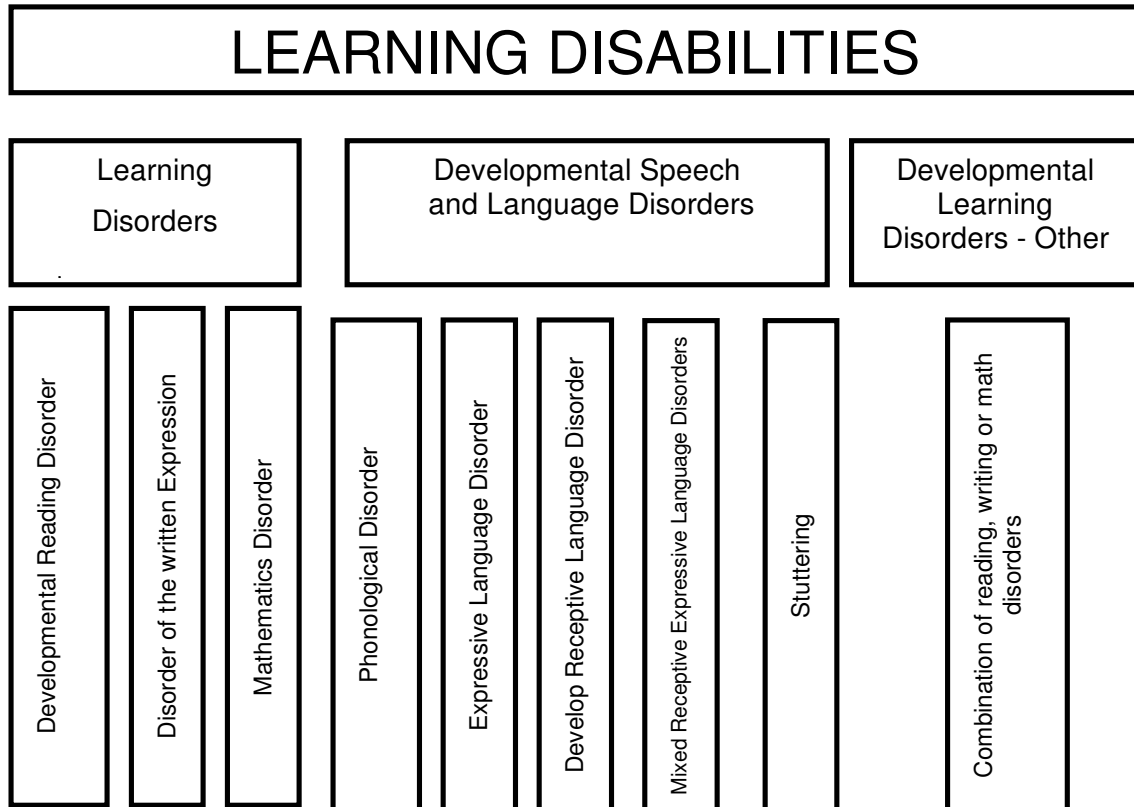 LEARNING DISABILITIES
Learning
Disorders
.
Developmental Speech
and Language Disorders
Developmental
Learning
Disorders - Other
Developmental Reading Disorder
Disorder of the written Expression
Mathematics Disorder
Phonological Disorder
Expressive Language Disorder
Develop Receptive Language Disorder
Mixed Receptive Expressive Language Disorders
Stuttering
Combination of reading, writing or math
disorders